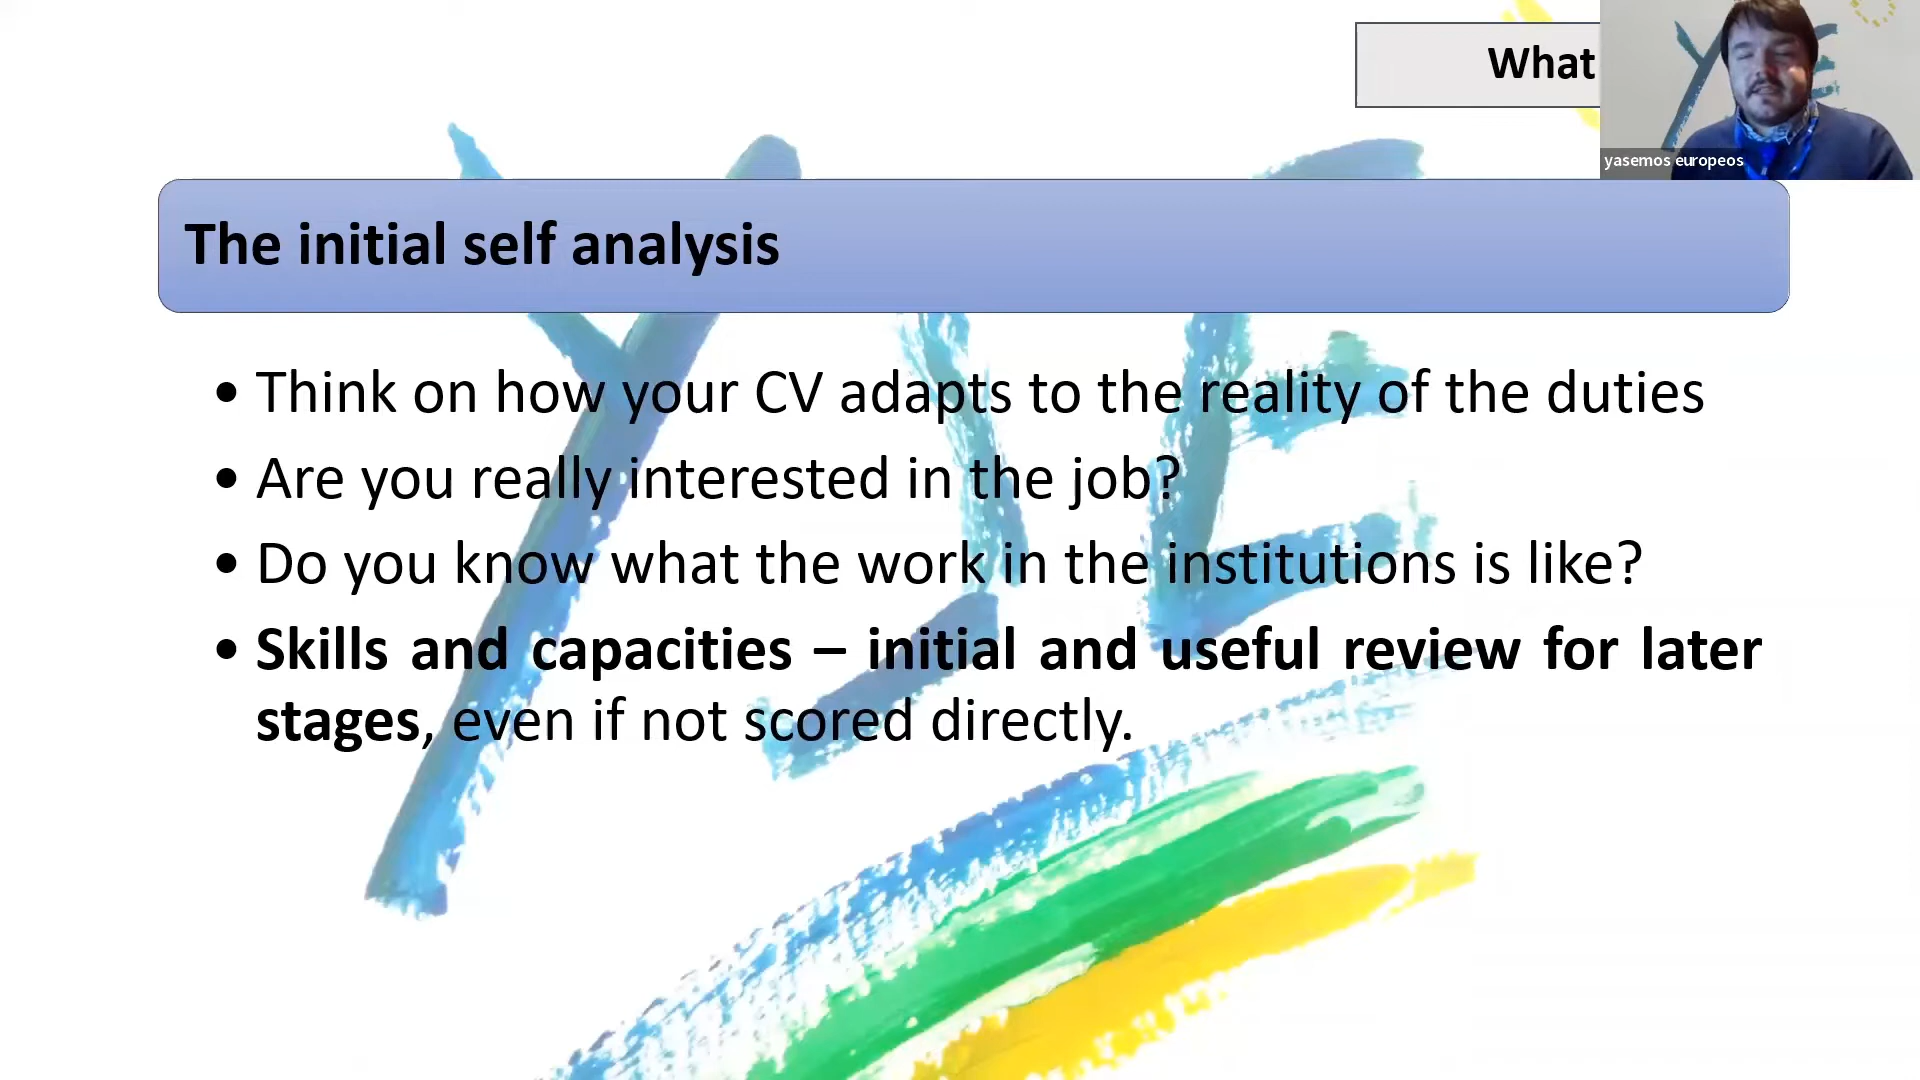 What
yasemos europeos
The initial self analysis
• Think on how your CV adapts to the reality of the duties
• Are you really interested in the job?
• Do you know what the work in the institutions is like?
• Skills and capacities – initial and useful review for later
stages, even if not scored directly.